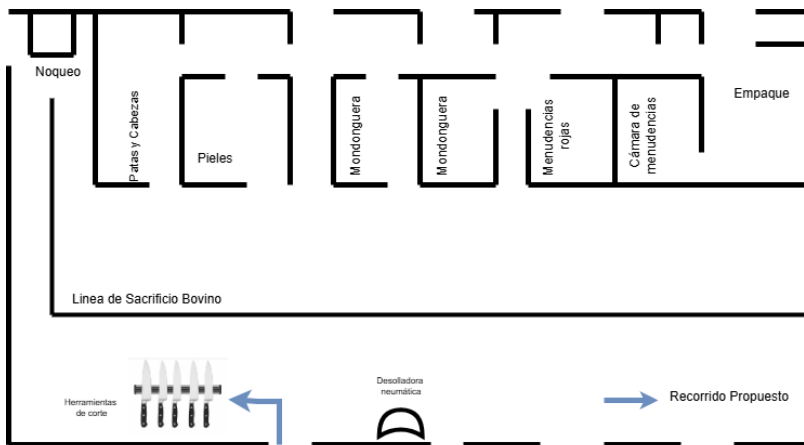 Noqueo
Patas y Cabezas
Pieles
Mondonguera
Mondonguera
Menudencias
rojas
Cámara de
menudencias
Empaque
Linea de Sacrificio Bovino
Herramientas
de corte
Desolladora
neumática
Recorrido Propuesto